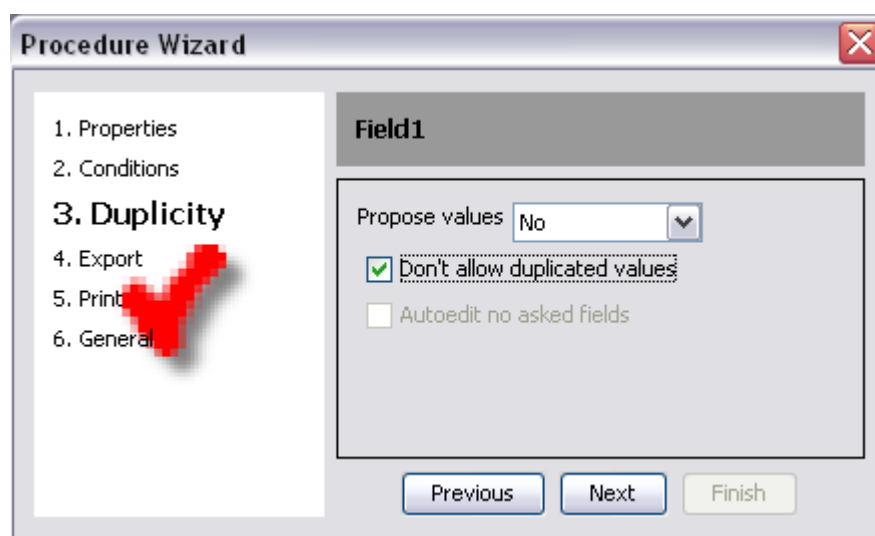 Procedure Wizard
1. Properties
2. Conditions
3. Duplicity
4. Export
5. Print
6. General
Field1
Propose values No
Don't allow duplicated values
Autoedit no asked fields
Previous Next Finish